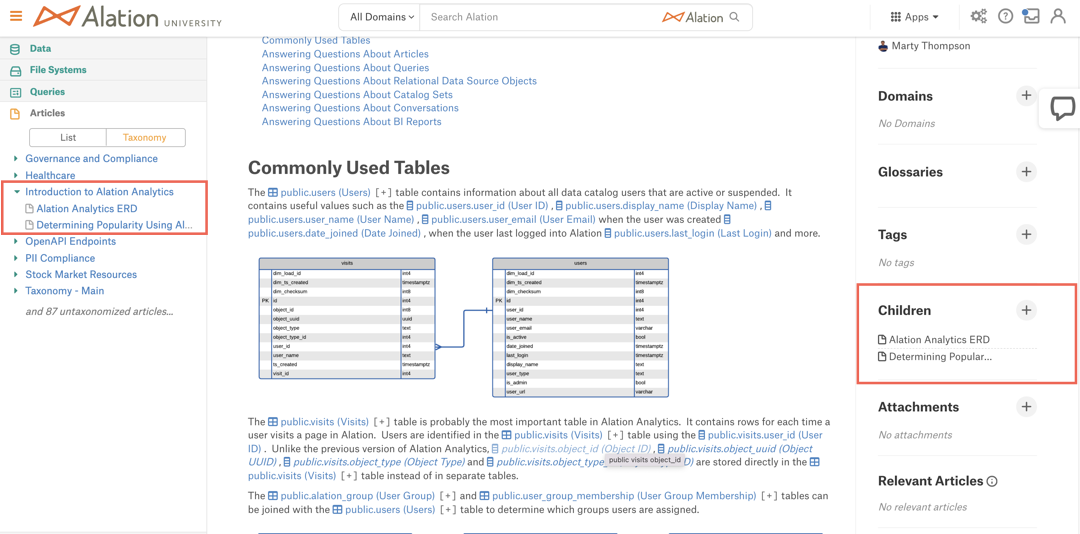 Alation UNIVERSITY
All Domains
Search Alation
Alation
Apps
Data
File Systems
Queries
Articles
List
Taxonomy
Governance and Compliance
Healthcare
Introduction to Alation Analytics
Alation Analytics ERD
Determining Popularity Using Al...
OpenAPI Endpoints
PII Compliance
Stock Market Resources
Taxonomy - Main
and 87 untaxonomized articles...
Commonly Used Tables
Answering Questions About Articles
Answering Questions About Queries
Answering Questions About Relational Data Source Objects
Answering Questions About Catalog Sets
Answering Questions About Conversations
Answering Questions About BI Reports
Commonly Used Tables
The public.users (Users) [+] table contains information about all data catalog users that are active or suspended. It
contains useful values such as the public.users.user_id (User ID) , public.users.display_name (Display Name) ,
public.users.user_name (User Name) , public.users.user_email (User Email) when the user was created
public.users.date_joined (Date Joined) , when the user last logged into Alation public.users.last_login (Last Login) and more.
visits
dim_load_id int4
dim_ts_created timestamptz
dim_checksum int8
PK id int4
object_id int8
object_uuid uuid
object_type text
object_type_id int4
user_id int4
user_name text
ts_created timestamptz
visit_id int4
users
dim_load_id int4
dim_ts_created timestamptz
dim_checksum int8
PK id int4
user_id int4
user_name text
user_email varchar
is_active bool
date_joined timestamptz
last_login timestamptz
display_name text
user_type text
is_admin bool
user_url varchar
The public.visits (Visits) [+] table is probably the most important table in Alation Analytics. It contains rows for each time a
user visits a page in Alation. Users are identified in the public.visits (Visits) [+] table using the public.visits.user_id (User
ID) . Unlike the previous version of Alation Analytics, public.visits.object_id (Object ID) , public.visits.object_uuid (Object
UUID) , public.visits.object_type (Object Type) and public.visits.object_type_ ID) are stored directly in the
public visits object_id
public.visits (Visits) [+] table instead of in separate tables.
The public.alation_group (User Group) [+] and public.user_group_membership (User Group Membership) [+] tables can
be joined with the public.users (Users) [+] table to determine which groups users are assigned.
Marty Thompson
Domains
No Domains
Glossaries
Tags
No tags
Children
Alation Analytics ERD
Determining Popular...
Attachments
No attachments
Relevant Articles
No relevant articles